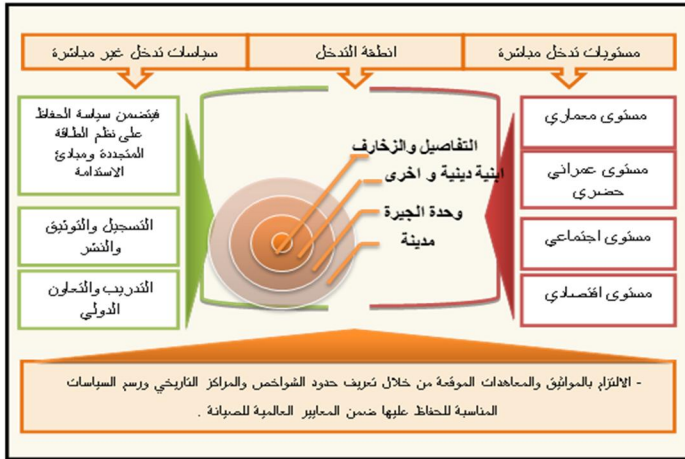 مستويات تدخل مباشرة
انطقة التدخل
سياسات تدخل غير مباشرة
مستوى معماري
مستوى عمراني
حضري
مستوى اجتماعي
مستوى اقتصادي
التفاصيل والزخارف
ابنية دينية و اخرى
وحدة الجيرة
مدينة
فيتضمن سياسة الحفاظ
على نظم الطاقة
المتجددة ومبادئ
الاستدامة
التسجيل والتوثيق
والنشر
التدريب والتعاون
الدولي
- الالتزام بالمواثيق والمعاهدات الموقعة من خلال تعريف حدود الشواخص والمراكز التاريخي ورسم السياسات
المناسبة للحفاظ عليها ضمن المعايير العالمية للصيانة .